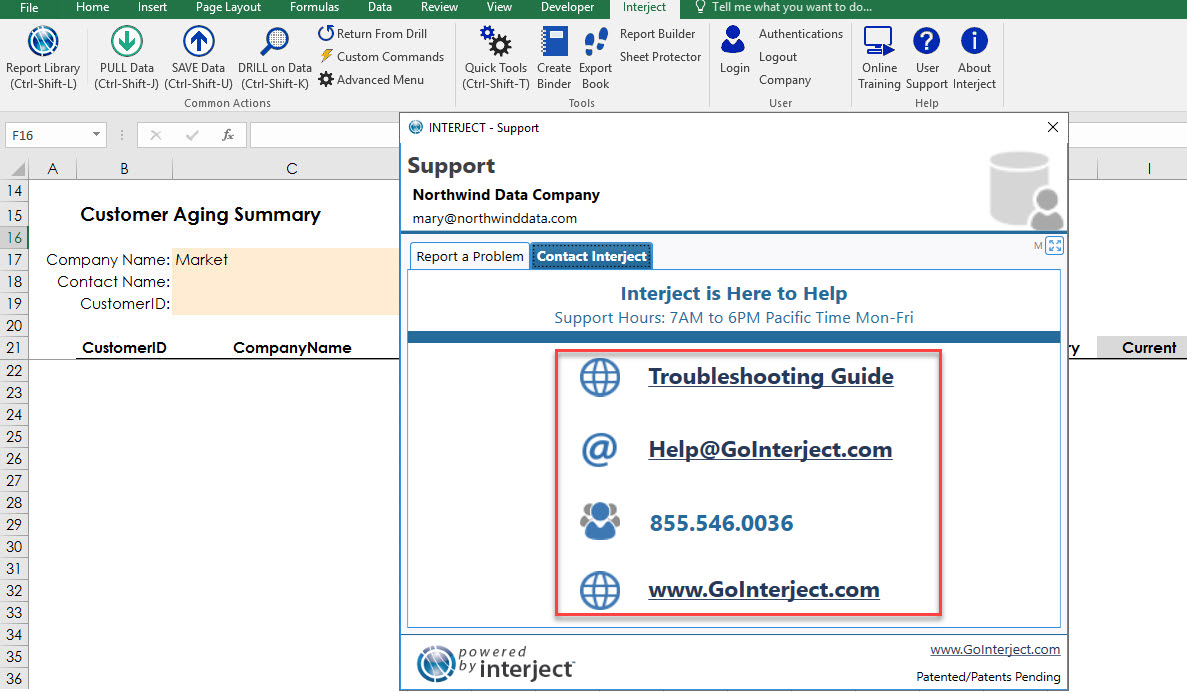 File Home Insert Page Layout Formulas Data Review View Developer Interject Tell me what you want to do...
Report Library (Ctrl-Shift-L)
PULL Data (Ctrl-Shift-J)
SAVE Data (Ctrl-Shift-U)
DRILL on Data (Ctrl-Shift-K)
Return From Drill
Custom Commands
Advanced Menu
Common Actions
Quick Tools (Ctrl-Shift-T)
Create Binder
Export Book
Report Builder
Sheet Protector
Tools
Login
Authentications
Logout
Company
User
Online Training
User Support
About Interject
Help
F16
fx
A B C I
14
15 Customer Aging Summary
16
17 Company Name: Market
18 Contact Name:
19 CustomerID:
20
21 CustomerID CompanyName y Current
22
23
24
25
26
27
28
29
30
31
32
33
34
35
36
INTERJECT - Support
Support
Northwind Data Company
mary@northwinddata.com
M
Report a Problem Contact Interject
Interject is Here to Help
Support Hours: 7AM to 6PM Pacific Time Mon-Fri
Troubleshooting Guide
@ Help@GoInterject.com
855.546.0036
www.GoInterject.com
powered by interject
www.GoInterject.com
Patented/Patents Pending